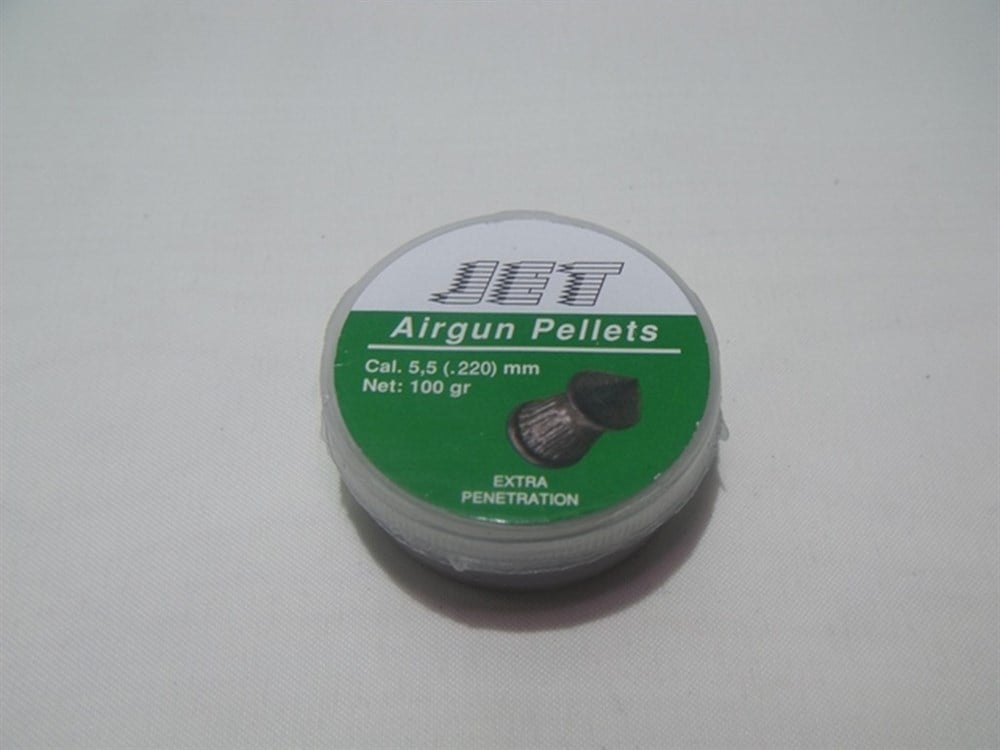 JET
Airgun Pellets
Cal. 5,5 (.220) mm
Net: 100 gr
EXTRA
PENETRATION